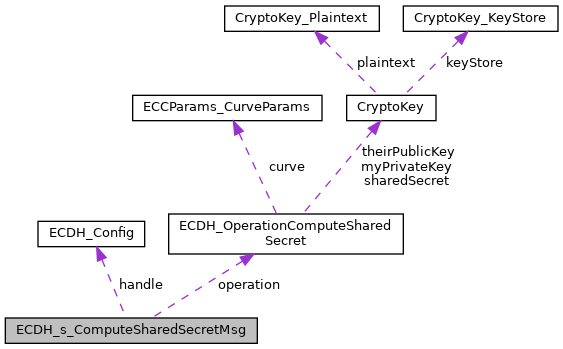 CryptoKey_Plaintext
CryptoKey_KeyStore
plaintext
keyStore
ECCParams_CurveParams
CryptoKey
curve
theirPublicKey
myPrivateKey
sharedSecret
ECDH_Config
ECDH_OperationComputeShared
Secret
handle
operation
ECDH_s_ComputeSharedSecretMsg